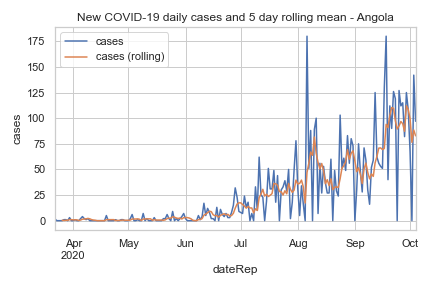 New COVID-19 daily cases and 5 day rolling mean - Angola
cases
cases (rolling)
175
150
125
100
75
50
25
0
cases
Apr May Jun Jul Aug Sep Oct
2020
dateRep